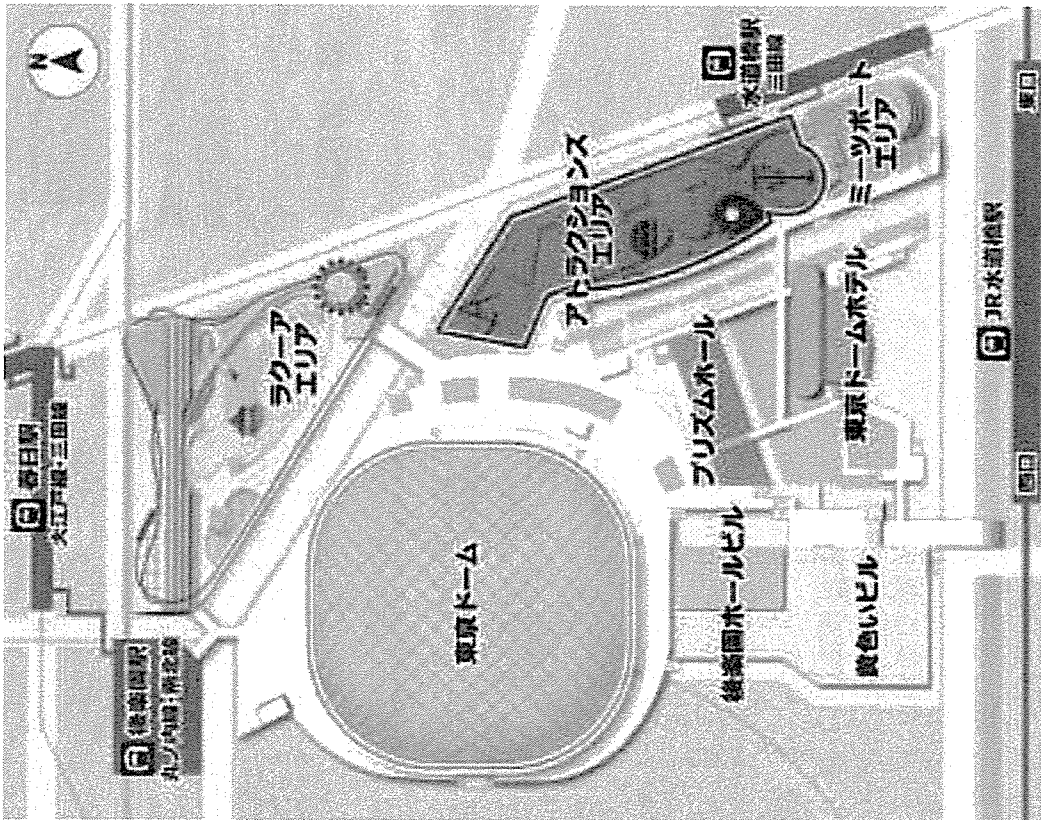 N
春日駅
大江戸線・三田線
後楽園駅
丸ノ内線・南北線
ラクーア
エリア
東京ドーム
アトラクションズ
エリア
水道橋駅
三田線
ミーツポート
エリア
プリズムホール
後楽園ホールビル
東京ドームホテル
黄色いビル
JR水道橋駅
西口
東口